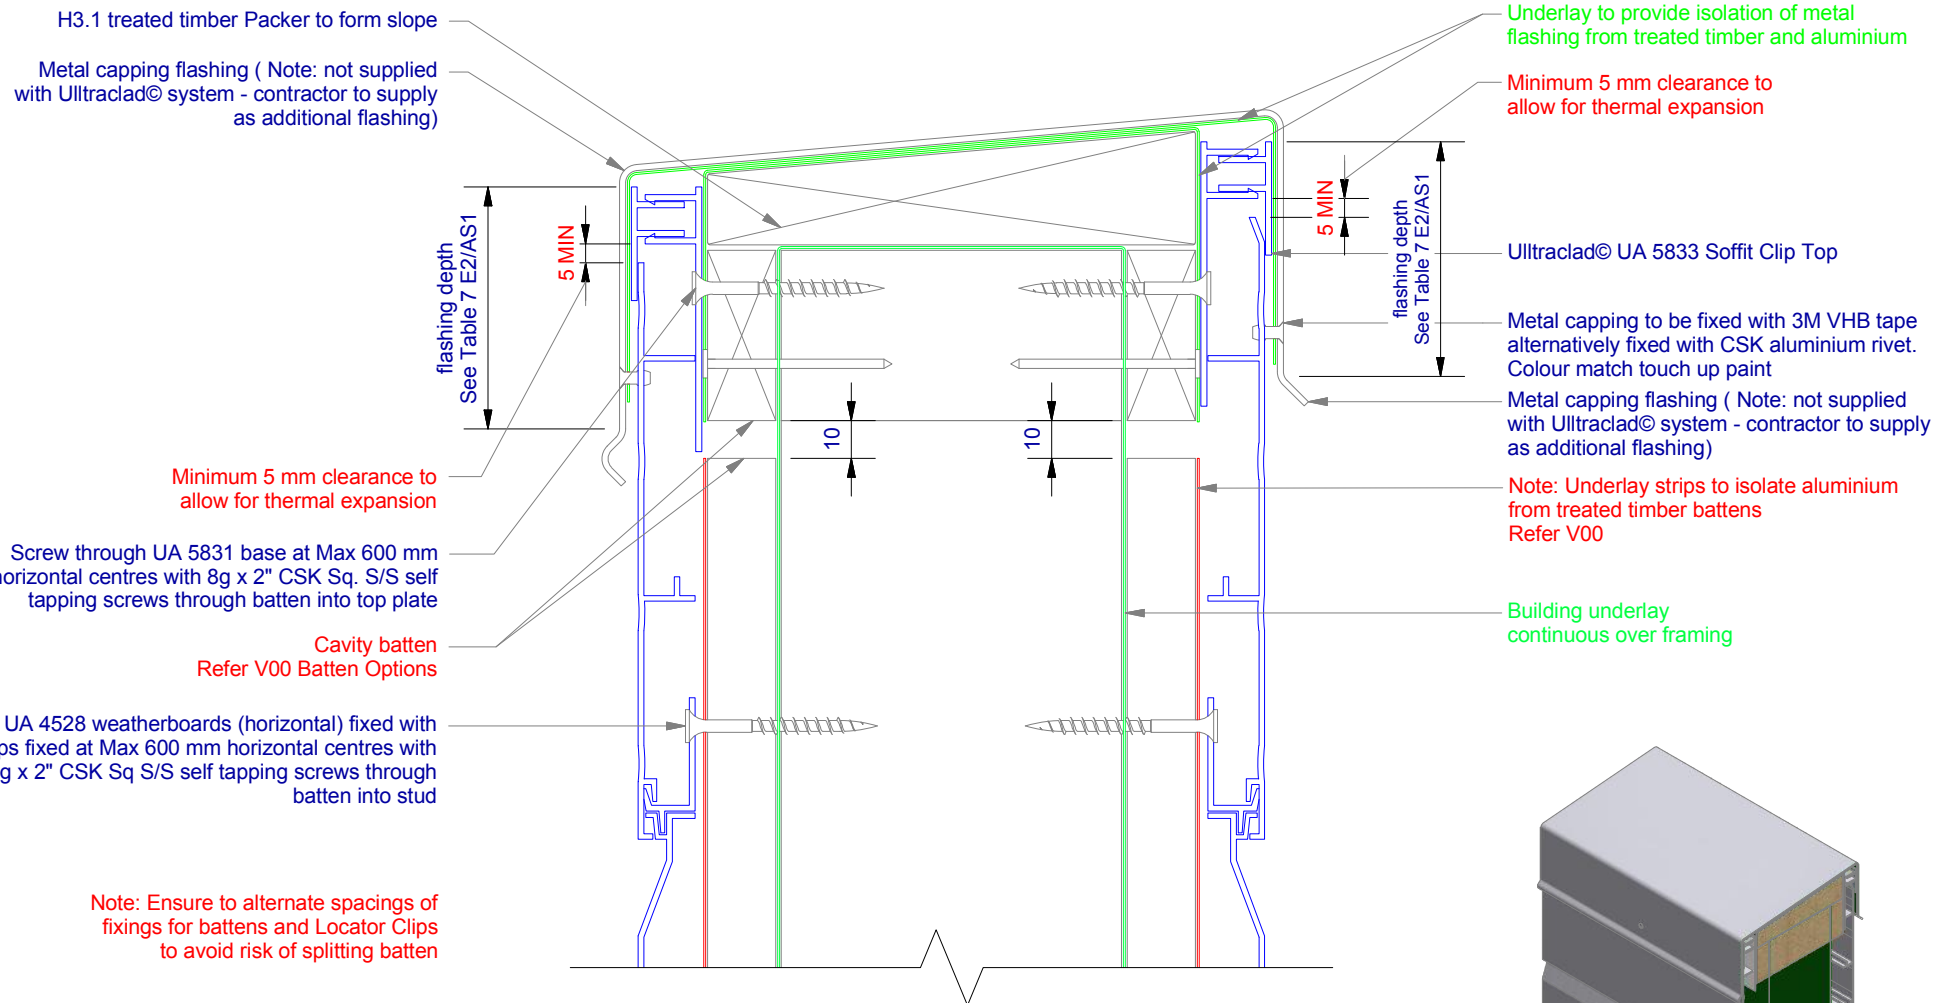 H3.1 treated timber Packer to form slope
Metal capping flashing ( Note: not supplied
with Ulltraclad© system - contractor to supply
as additional flashing)
flashing depth
See Table 7 E2/AS1
5 MIN
Minimum 5 mm clearance to
allow for thermal expansion
Screw through UA 5831 base at Max 600 mm
horizontal centres with 8g x 2" CSK Sq. S/S self
tapping screws through batten into top plate
Cavity batten
Refer V00 Batten Options
UA 4528 weatherboards (horizontal) fixed with
ps fixed at Max 600 mm horizontal centres with
g x 2" CSK Sq S/S self tapping screws through
batten into stud
Note: Ensure to alternate spacings of
fixings for battens and Locator Clips
to avoid risk of splitting batten
10
10
Underlay to provide isolation of metal
flashing from treated timber and aluminium
Minimum 5 mm clearance to
allow for thermal expansion
5 MIN
flashing depth
See Table 7 E2/AS1
Ulltraclad© UA 5833 Soffit Clip Top
Metal capping to be fixed with 3M VHB tape
alternatively fixed with CSK aluminium rivet.
Colour match touch up paint
Metal capping flashing ( Note: not supplied
with Ulltraclad© system - contractor to supply
as additional flashing)
Note: Underlay strips to isolate aluminium
from treated timber battens
Refer V00
Building underlay
continuous over framing